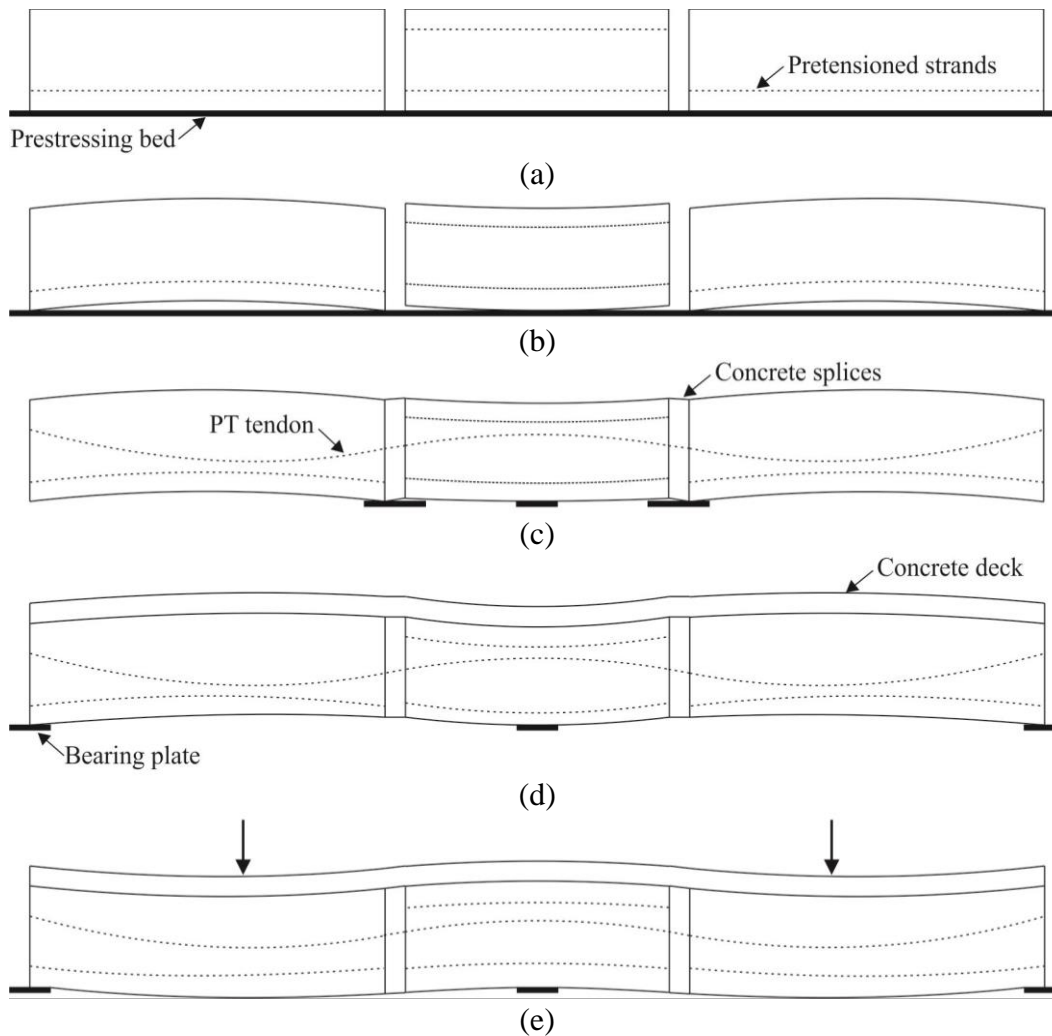 Pretensioned strands
Prestressing bed
(a)
(b)
Concrete splices
PT tendon
(c)
Concrete deck
Bearing plate
(d)
(e)